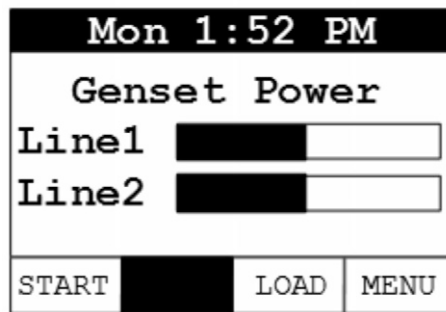 Mon 1:52 PM
Genset Power
Line1
Line2
START LOAD MENU